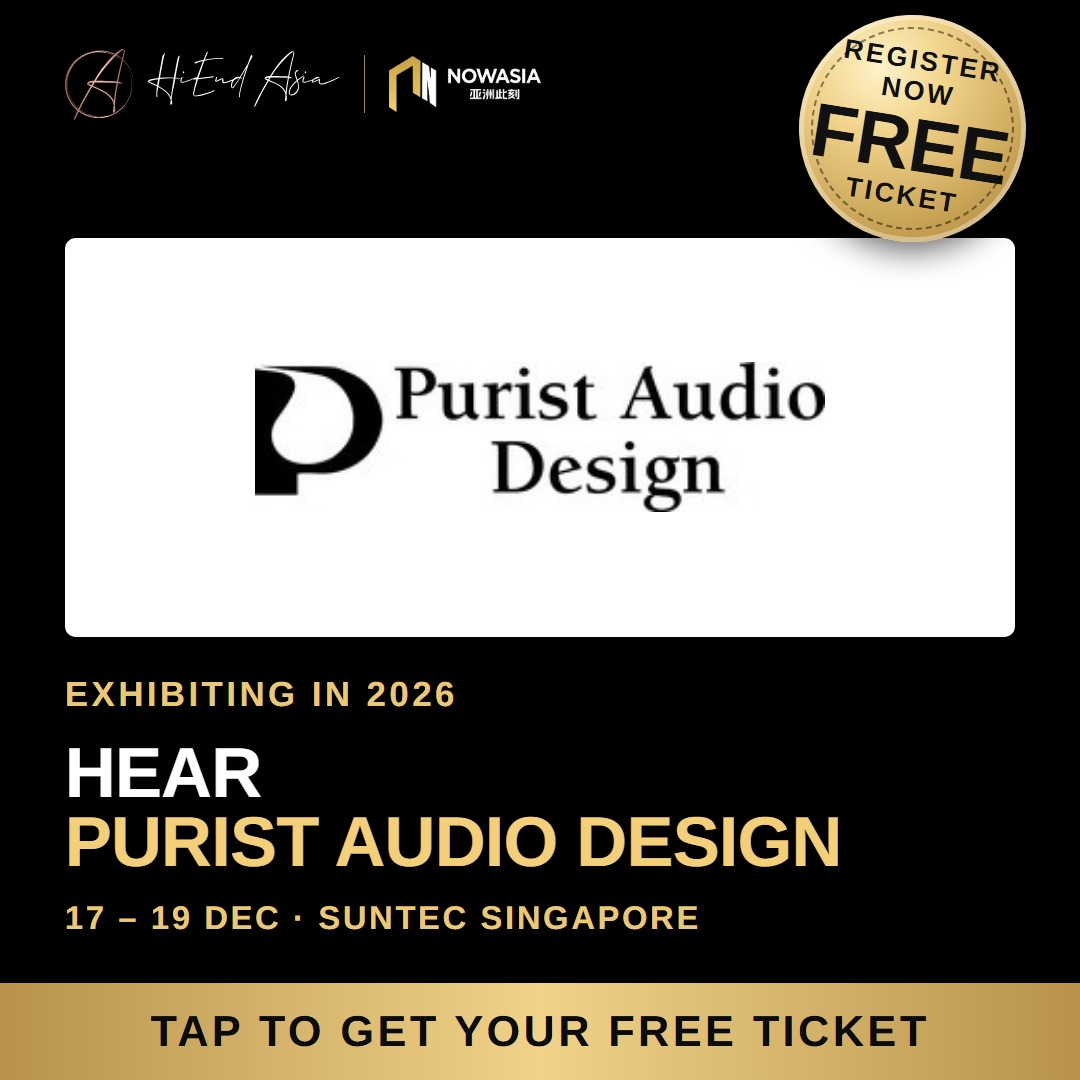 HiEnd Asia
NOWASIA
亚洲此刻
REGISTER
NOW
FREE
TICKET
Purist Audio
Design
EXHIBITING IN 2026
HEAR
PURIST AUDIO DESIGN
17 – 19 DEC · SUNTEC SINGAPORE
TAP TO GET YOUR FREE TICKET